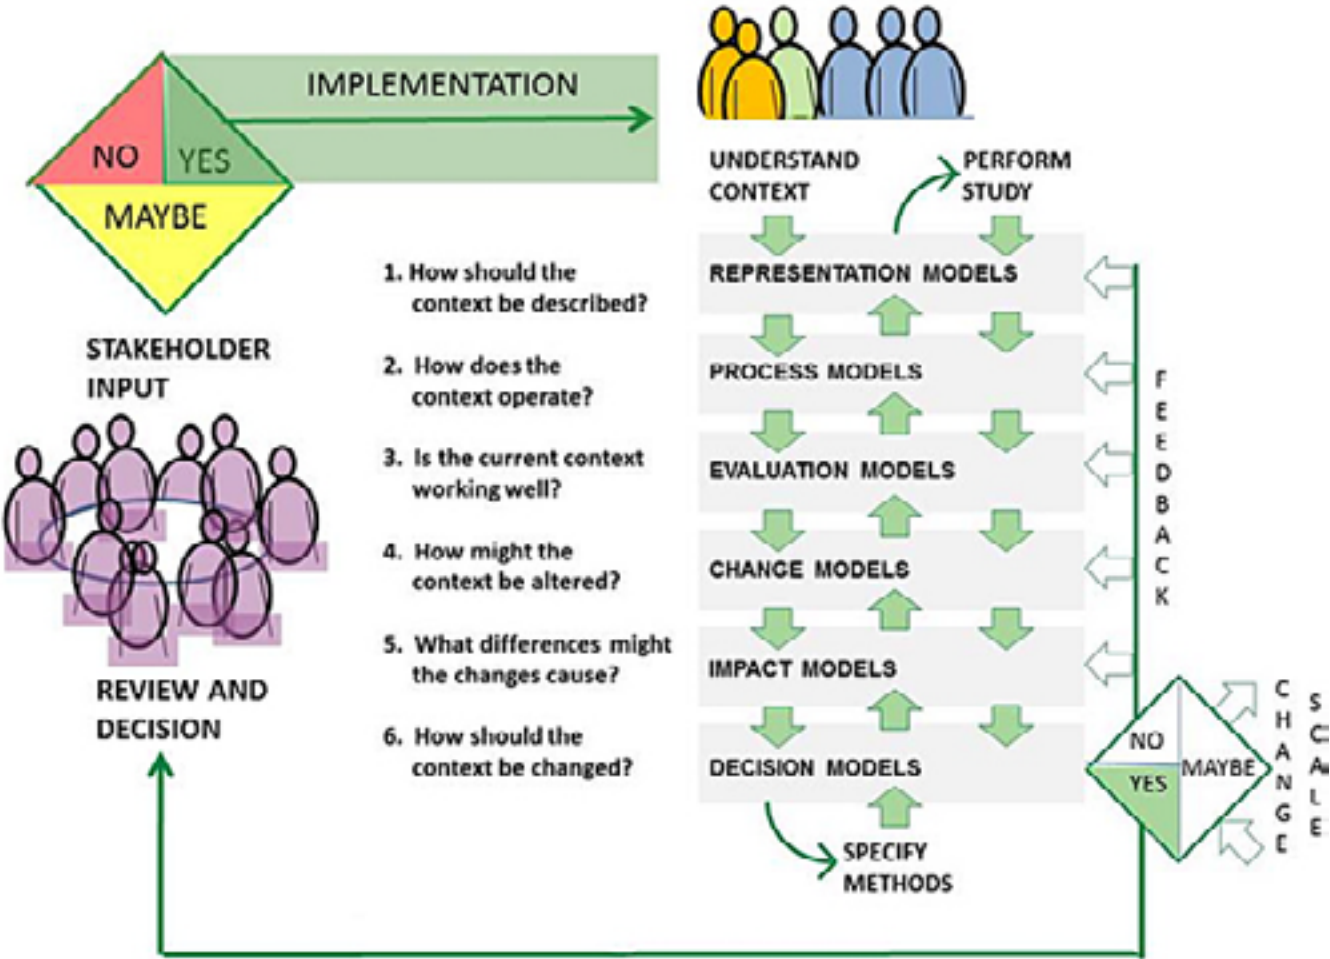 IMPLEMENTATION
NO
YES
MAYBE
STAKEHOLDER
INPUT
REVIEW AND
DECISION
1. How should the
context be described?
2. How does the
context operate?
3. Is the current context
working well?
4. How might the
context be altered?
5. What differences might
the changes cause?
6. How should the
context be changed?
UNDERSTAND
CONTEXT
PERFORM
STUDY
REPRESENTATION MODELS
PROCESS MODELS
EVALUATION MODELS
CHANGE MODELS
IMPACT MODELS
DECISION MODELS
SPECIFY
METHODS
FEEDBACK
NO
YES
MAYBE
CHANGE
SCALE